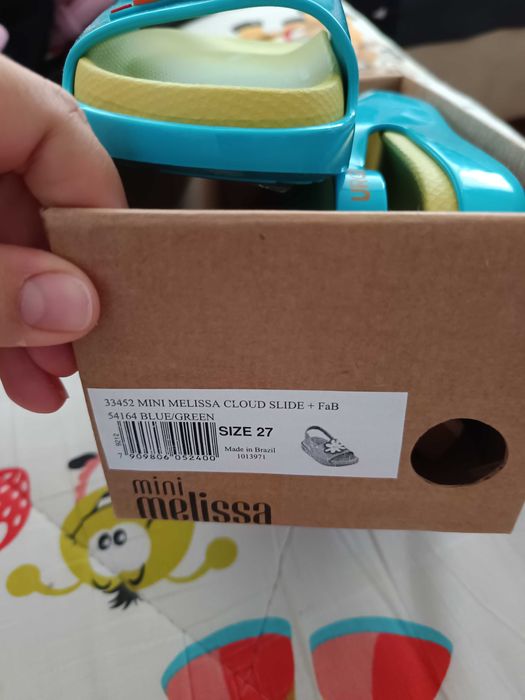 33452 MINI MELISSA CLOUD SLIDE + FaB
54164 BLUE/GREEN
SIZE 27
Made in Brazil
1013971
7 909806 052400
mini
melissa